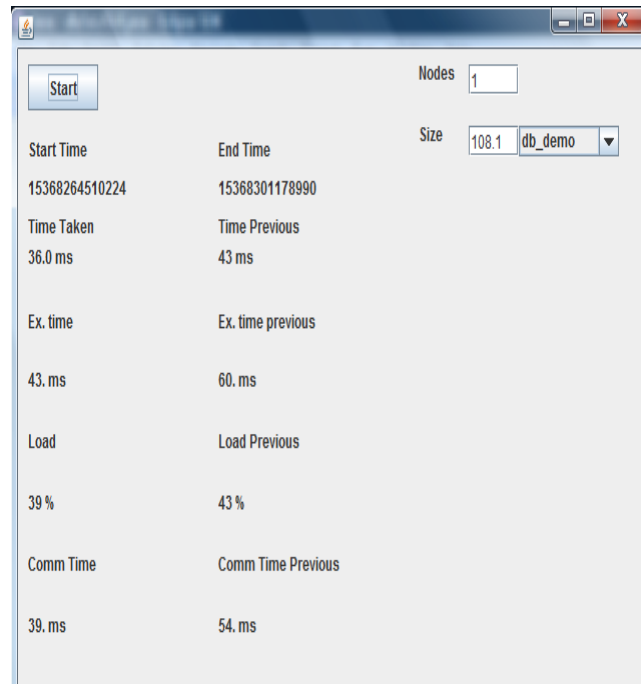 Start
Nodes 1
Size 108.1 db_demo
Start Time End Time
15368264510224 15368301178990
Time Taken Time Previous
36.0 ms 43 ms
Ex. time Ex. time previous
43. ms 60. ms
Load Load Previous
39 % 43 %
Comm Time Comm Time Previous
39. ms 54. ms